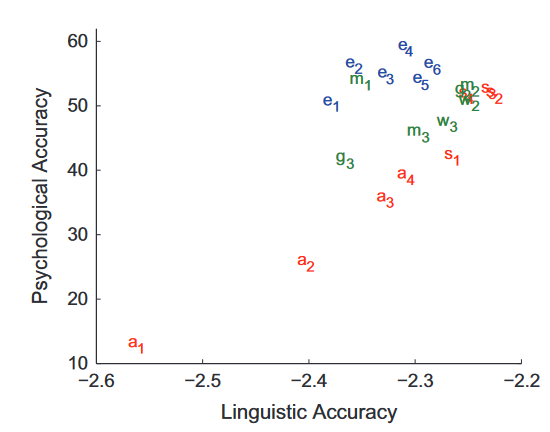 60
50
40
30
20
10
Psychological Accuracy
e4
e2
e6
e3
m1
e5
e1
m2
s2
w2
w3
m3
s1
g3
a4
a3
a2
a1
−2.6 −2.5 −2.4 −2.3 −2.2
Linguistic Accuracy